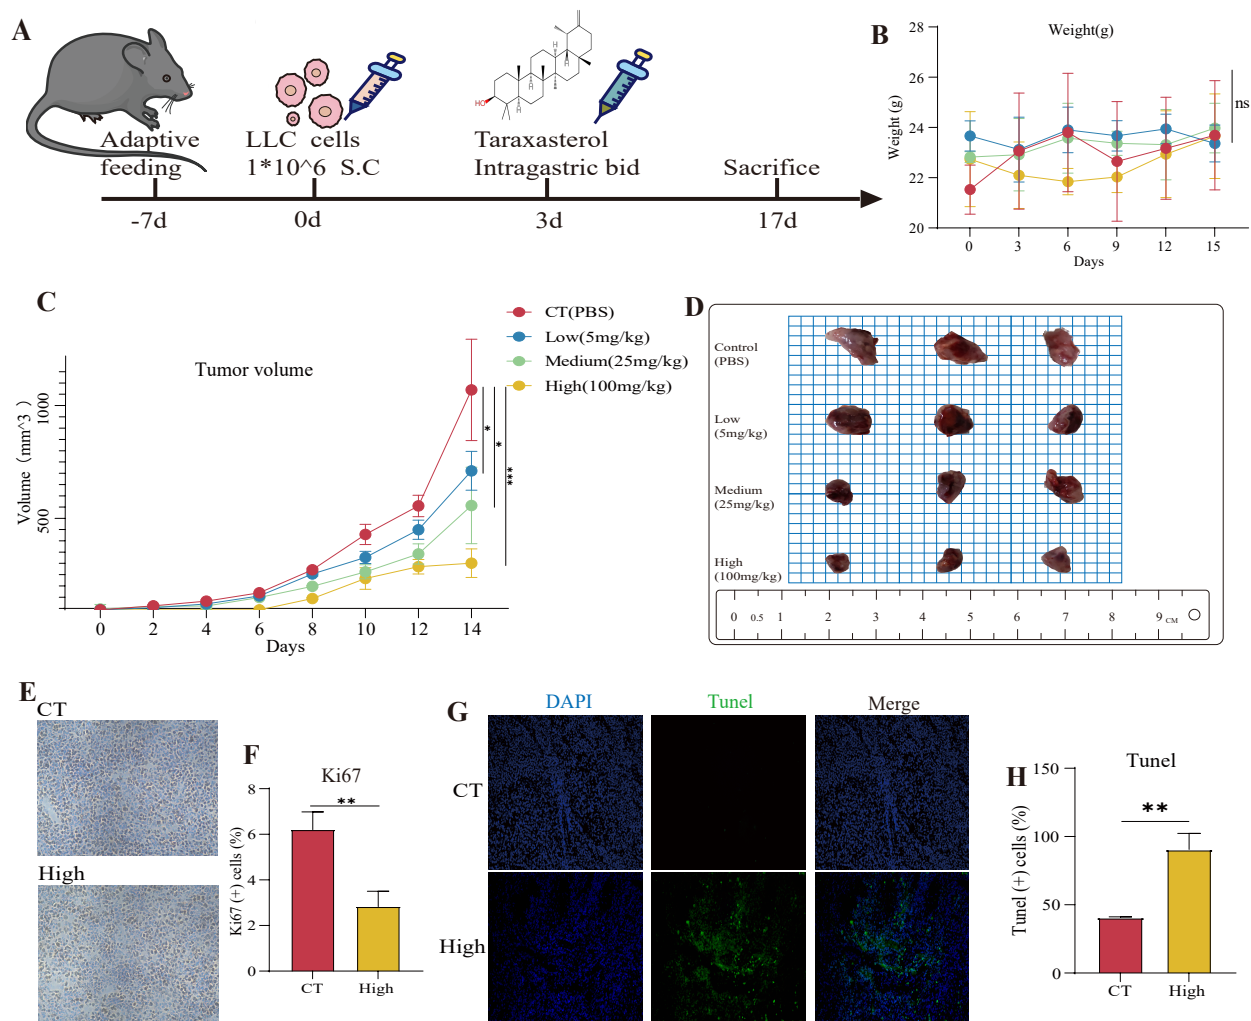 A
HO
H
H
H
Adaptive
feeding
LLC cells
1*10^6 S.C
Taraxasterol
Intragastric bid
Sacrifice
-7d
0d
3d
17d
B
Weight(g)
Weight (g)
28
26
24
22
20
ns
0
3
6
9
12
15
Days
C
Tumor volume
Volume (mm^3 )
1000
500
0
2
4
6
8
10
12
14
Days
CT(PBS)
Low(5mg/kg)
Medium(25mg/kg)
High(100mg/kg)
*
*
***
D
Control
(PBS)
Low
(5mg/kg)
Medium
(25mg/kg)
High
(100mg/kg)
0 0.5 1 2 3 4 5 6 7 8 9 CM
E
CT
High
F
Ki67
Ki67 (+) cells (%)
8
6
4
2
0
**
CT
High
G
DAPI
Tunel
Merge
CT
High
H
Tunel
Tunel (+) cells (%)
150
100
50
0
**
CT
High